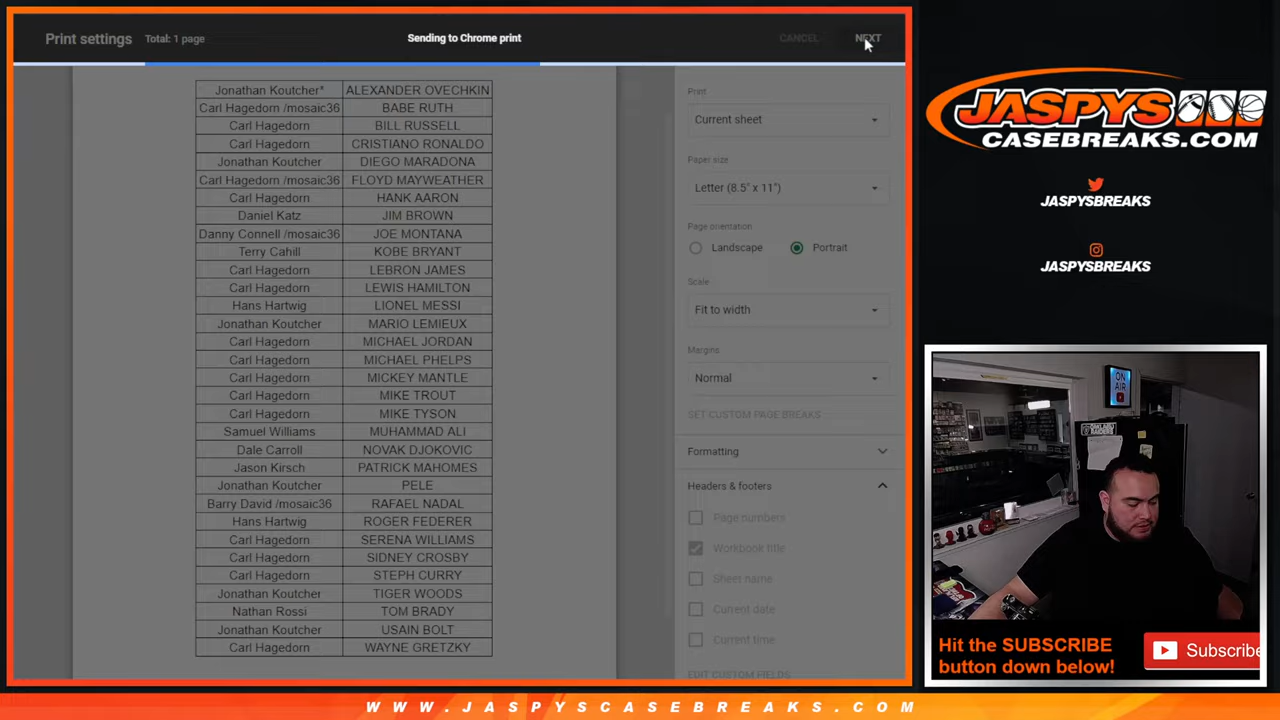 Print settings Total: 1 page Sending to Chrome print CANCEL NEXT
Jonathan Koutcher* ALEXANDER OVECHKIN
Carl Hagedorn /mosaic36 BABE RUTH
Carl Hagedorn BILL RUSSELL
Carl Hagedorn CRISTIANO RONALDO
Jonathan Koutcher DIEGO MARADONA
Carl Hagedorn /mosaic36 FLOYD MAYWEATHER
Carl Hagedorn HANK AARON
Daniel Katz JIM BROWN
Danny Connell /mosaic36 JOE MONTANA
Terry Cahill KOBE BRYANT
Carl Hagedorn LEBRON JAMES
Carl Hagedorn LEWIS HAMILTON
Hans Hartwig LIONEL MESSI
Jonathan Koutcher MARIO LEMIEUX
Carl Hagedorn MICHAEL JORDAN
Carl Hagedorn MICHAEL PHELPS
Carl Hagedorn MICKEY MANTLE
Carl Hagedorn MIKE TROUT
Carl Hagedorn MIKE TYSON
Samuel Williams MUHAMMAD ALI
Dale Carroll NOVAK DJOKOVIC
Jason Kirsch PATRICK MAHOMES
Jonathan Koutcher PELE
Barry David /mosaic36 RAFAEL NADAL
Hans Hartwig ROGER FEDERER
Carl Hagedorn SERENA WILLIAMS
Carl Hagedorn SIDNEY CROSBY
Carl Hagedorn STEPH CURRY
Jonathan Koutcher TIGER WOODS
Nathan Rossi TOM BRADY
Jonathan Koutcher USAIN BOLT
Carl Hagedorn WAYNE GRETZKY
Print
Current sheet
Paper size
Letter (8.5" x 11")
Page orientation
Landscape Portrait
Scale
Fit to width
Margins
Normal
SET CUSTOM PAGE BREAKS
Formatting
Headers & footers
Page numbers
Workbook title
Sheet name
Current date
Current time
EDIT CUSTOM FIELDS
JASPYS
CASEBREAKS.COM
JASPYSBREAKS
JASPYSBREAKS
ON
AIR
Hit the SUBSCRIBE
button down below!
Subscribe
WWW.JASPYSCASEBREAKS.COM